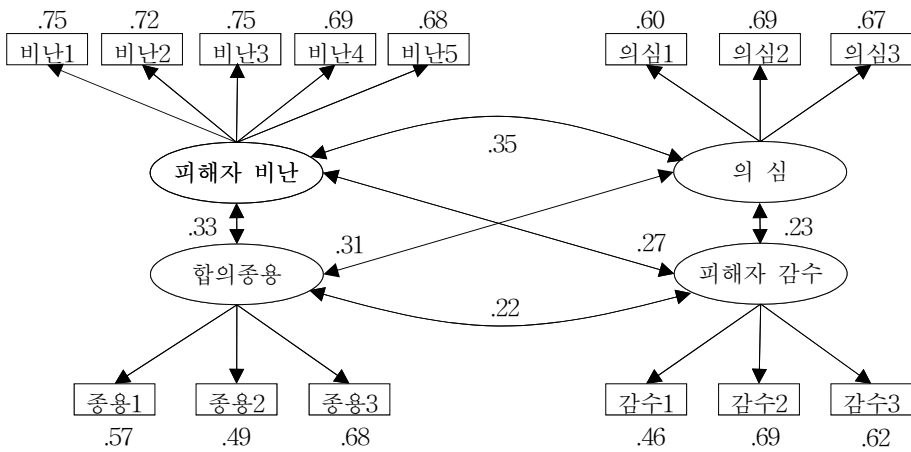 .75 .72 .75 .69 .68 .60 .69 .67
비난1 비난2 비난3 비난4 비난5 의심1 의심2 의심3
.35
피해자 비난 의 심
.33 .31 .27 .23
합의종용 피해자 감수
.22
종용1 종용2 종용3 감수1 감수2 감수3
.57 .49 .68 .46 .69 .62